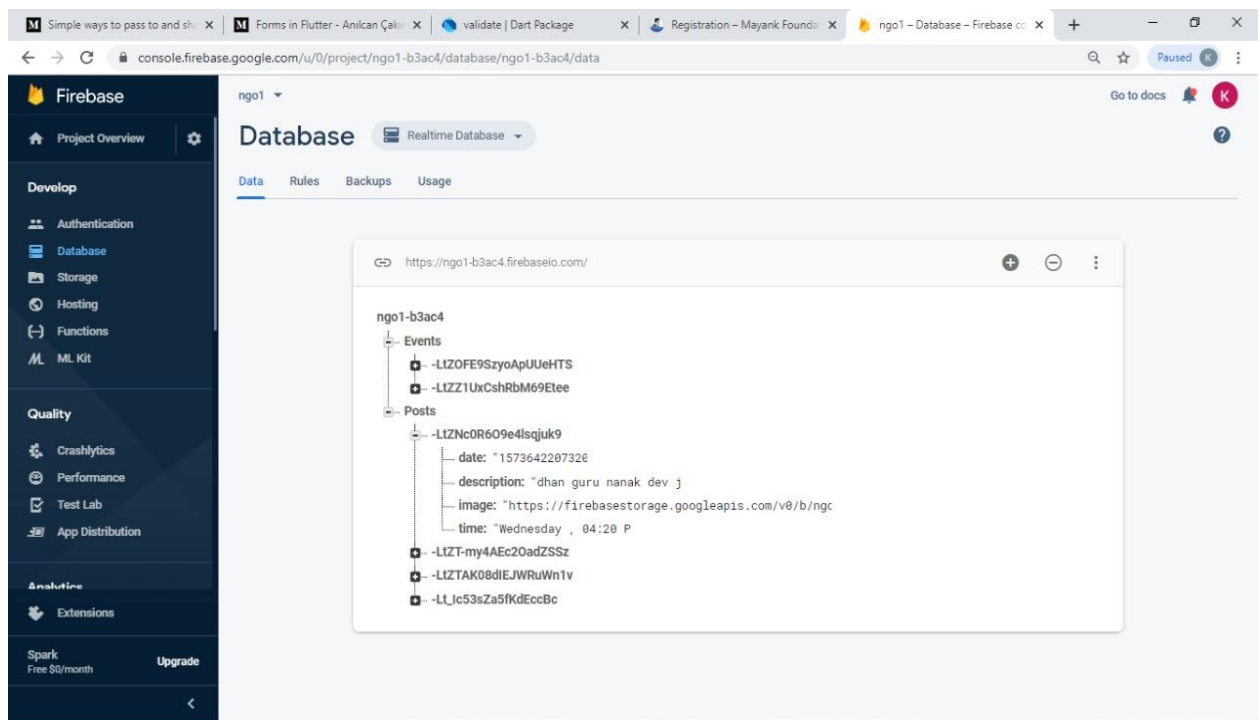 Simple ways to pass to and sh
Forms in Flutter - Anılcan Çakır
validate | Dart Package
Registration – Mayank Founda
ngo1 – Database – Firebase co
console.firebase.google.com/u/0/project/ngo1-b3ac4/database/ngo1-b3ac4/data
Paused K
Firebase
ngo1
Go to docs
K
Project Overview
Database
Realtime Database
Develop
Data Rules Backups Usage
Authentication
Database
Storage
Hosting
Functions
ML Kit
https://ngo1-b3ac4.firebaseio.com/
ngo1-b3ac4
Events
-LtZOFE9SzyoApUUeHTS
-LtZZ1UxCshRbM69Etee
Posts
-LtZNc0R6O9e4lsqjuk9
date: "1573642207320
description: "dhan guru nanak dev j
image: "https://firebasestorage.googleapis.com/v0/b/ngo
time: "Wednesday , 04:20 P
-LtZT-my4AEc2OadZSSz
-LtZTAK08dIEJWRuWn1v
-Lt_Ic53sZa5fKdEccBc
Quality
Crashlytics
Performance
Test Lab
App Distribution
Analytics
Extensions
Spark
Free $0/month
Upgrade